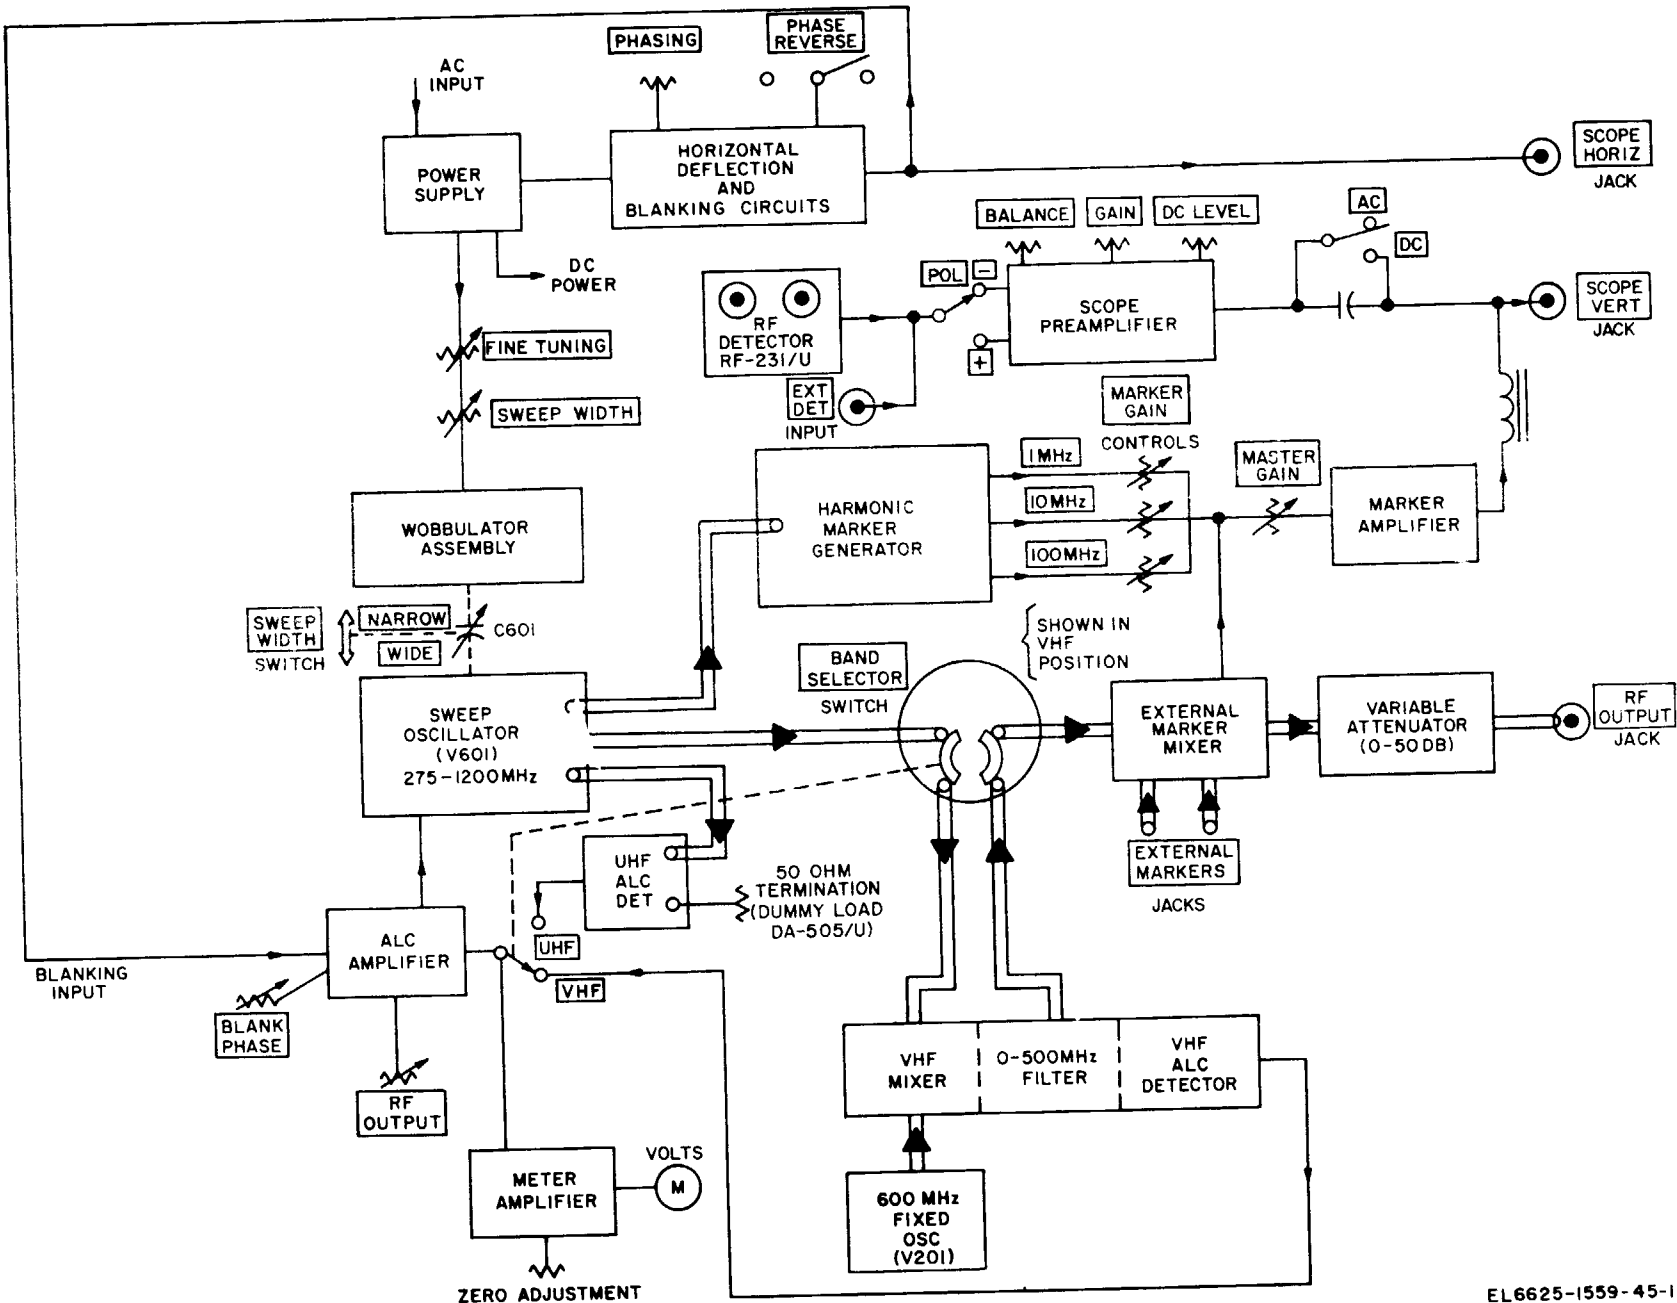 PHASING
PHASE
REVERSE
AC
INPUT
POWER
SUPPLY
HORIZONTAL
DEFLECTION
AND
BLANKING CIRCUITS
SCOPE
HORIZ
JACK
DC
POWER
BALANCE
GAIN
DC LEVEL
AC
DC
POL
−
+
RF
DETECTOR
RF-231/U
SCOPE
PREAMPLIFIER
SCOPE
VERT
JACK
EXT
DET
INPUT
FINE TUNING
SWEEP WIDTH
MARKER
GAIN
CONTROLS
1MHz
10MHz
100MHz
HARMONIC
MARKER
GENERATOR
MASTER
GAIN
MARKER
AMPLIFIER
WOBBULATOR
ASSEMBLY
SWEEP
WIDTH
SWITCH
NARROW
WIDE
C601
SHOWN IN
VHF
POSITION
BAND
SELECTOR
SWITCH
SWEEP
OSCILLATOR
(V601)
275-1200MHz
EXTERNAL
MARKER
MIXER
VARIABLE
ATTENUATOR
(0-50DB)
RF
OUTPUT
JACK
EXTERNAL
MARKERS
JACKS
UHF
ALC
DET
50 OHM
TERMINATION
(DUMMY LOAD
DA-505/U)
UHF
VHF
ALC
AMPLIFIER
BLANKING
INPUT
BLANK
PHASE
RF
OUTPUT
VHF
MIXER
0-500MHz
FILTER
VHF
ALC
DETECTOR
METER
AMPLIFIER
VOLTS
M
ZERO ADJUSTMENT
600 MHz
FIXED
OSC
(V201)
EL6625-1559-45-1